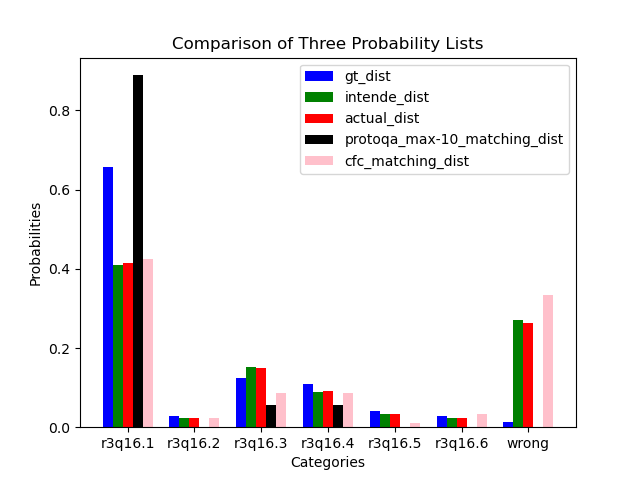 Comparison of Three Probability Lists
gt_dist
intende_dist
actual_dist
protoqa_max-10_matching_dist
cfc_matching_dist
Probabilities
0.8
0.6
0.4
0.2
0.0
r3q16.1 r3q16.2 r3q16.3 r3q16.4 r3q16.5 r3q16.6 wrong
Categories